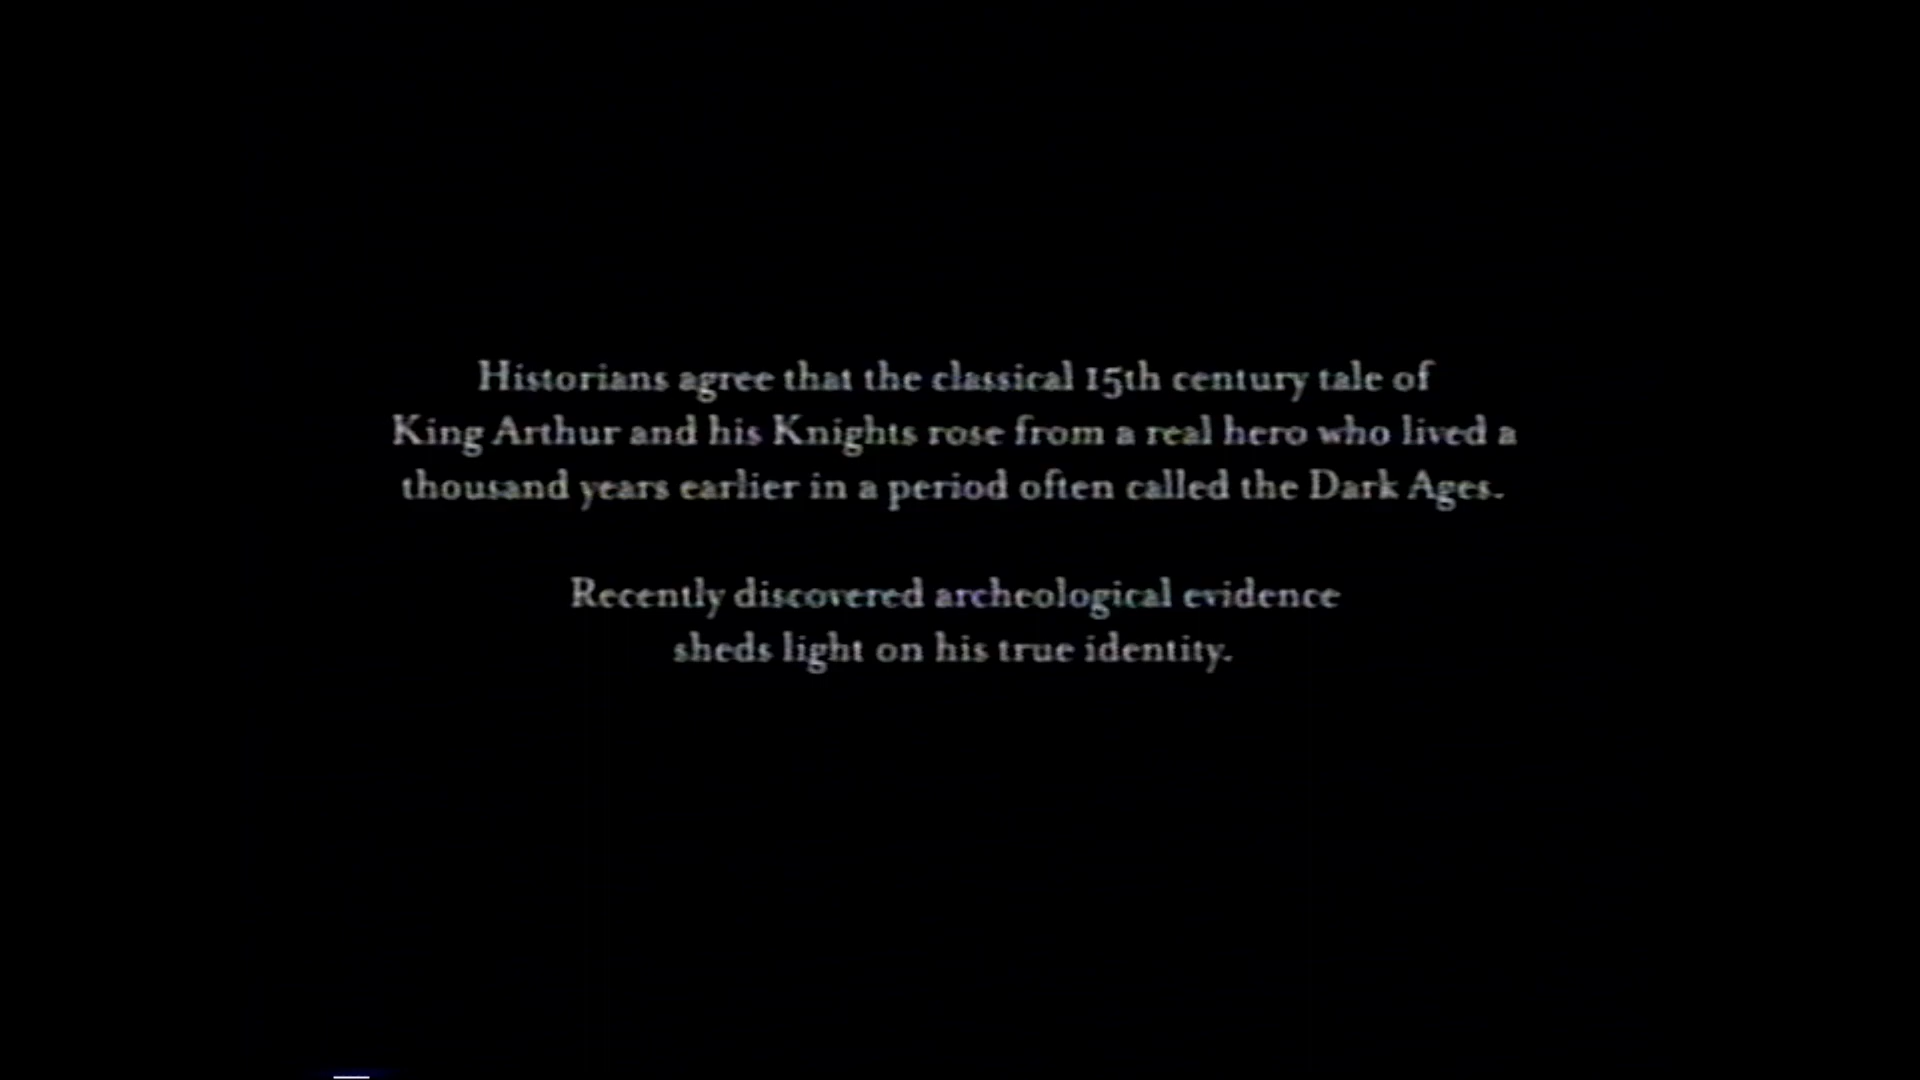 Historians agree that the classical 15th century tale of
King Arthur and his Knights rose from a real hero who lived a
thousand years earlier in a period often called the Dark Ages.
Recently discovered archeological evidence
sheds light on his true identity.